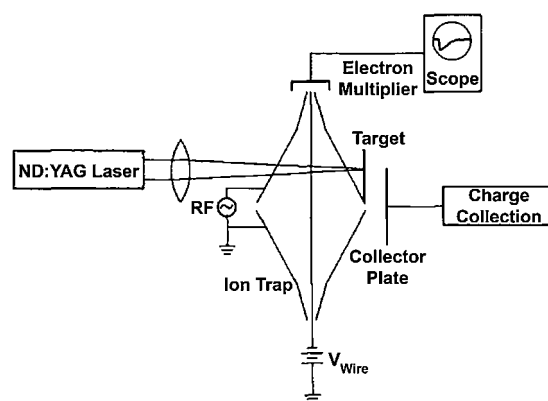 Electron
Multiplier
Scope
Target
ND:YAG Laser
RF
Charge
Collection
Collector
Plate
Ion Trap
VWire